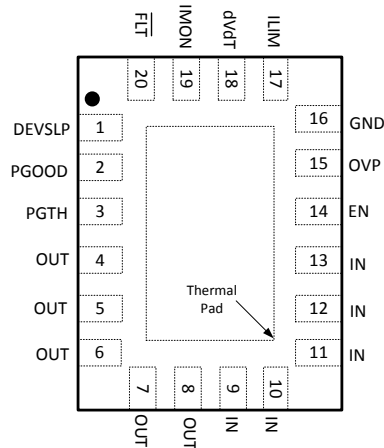 FLT
IMON
dVdT
ILIM
20
19
18
17
DEVSLP 1
16 GND
PGOOD 2
15 OVP
PGTH 3
14 EN
OUT 4
13 IN
OUT 5
12 IN
OUT 6
11 IN
Thermal
Pad
7
8
9
10
OUT
OUT
IN
IN